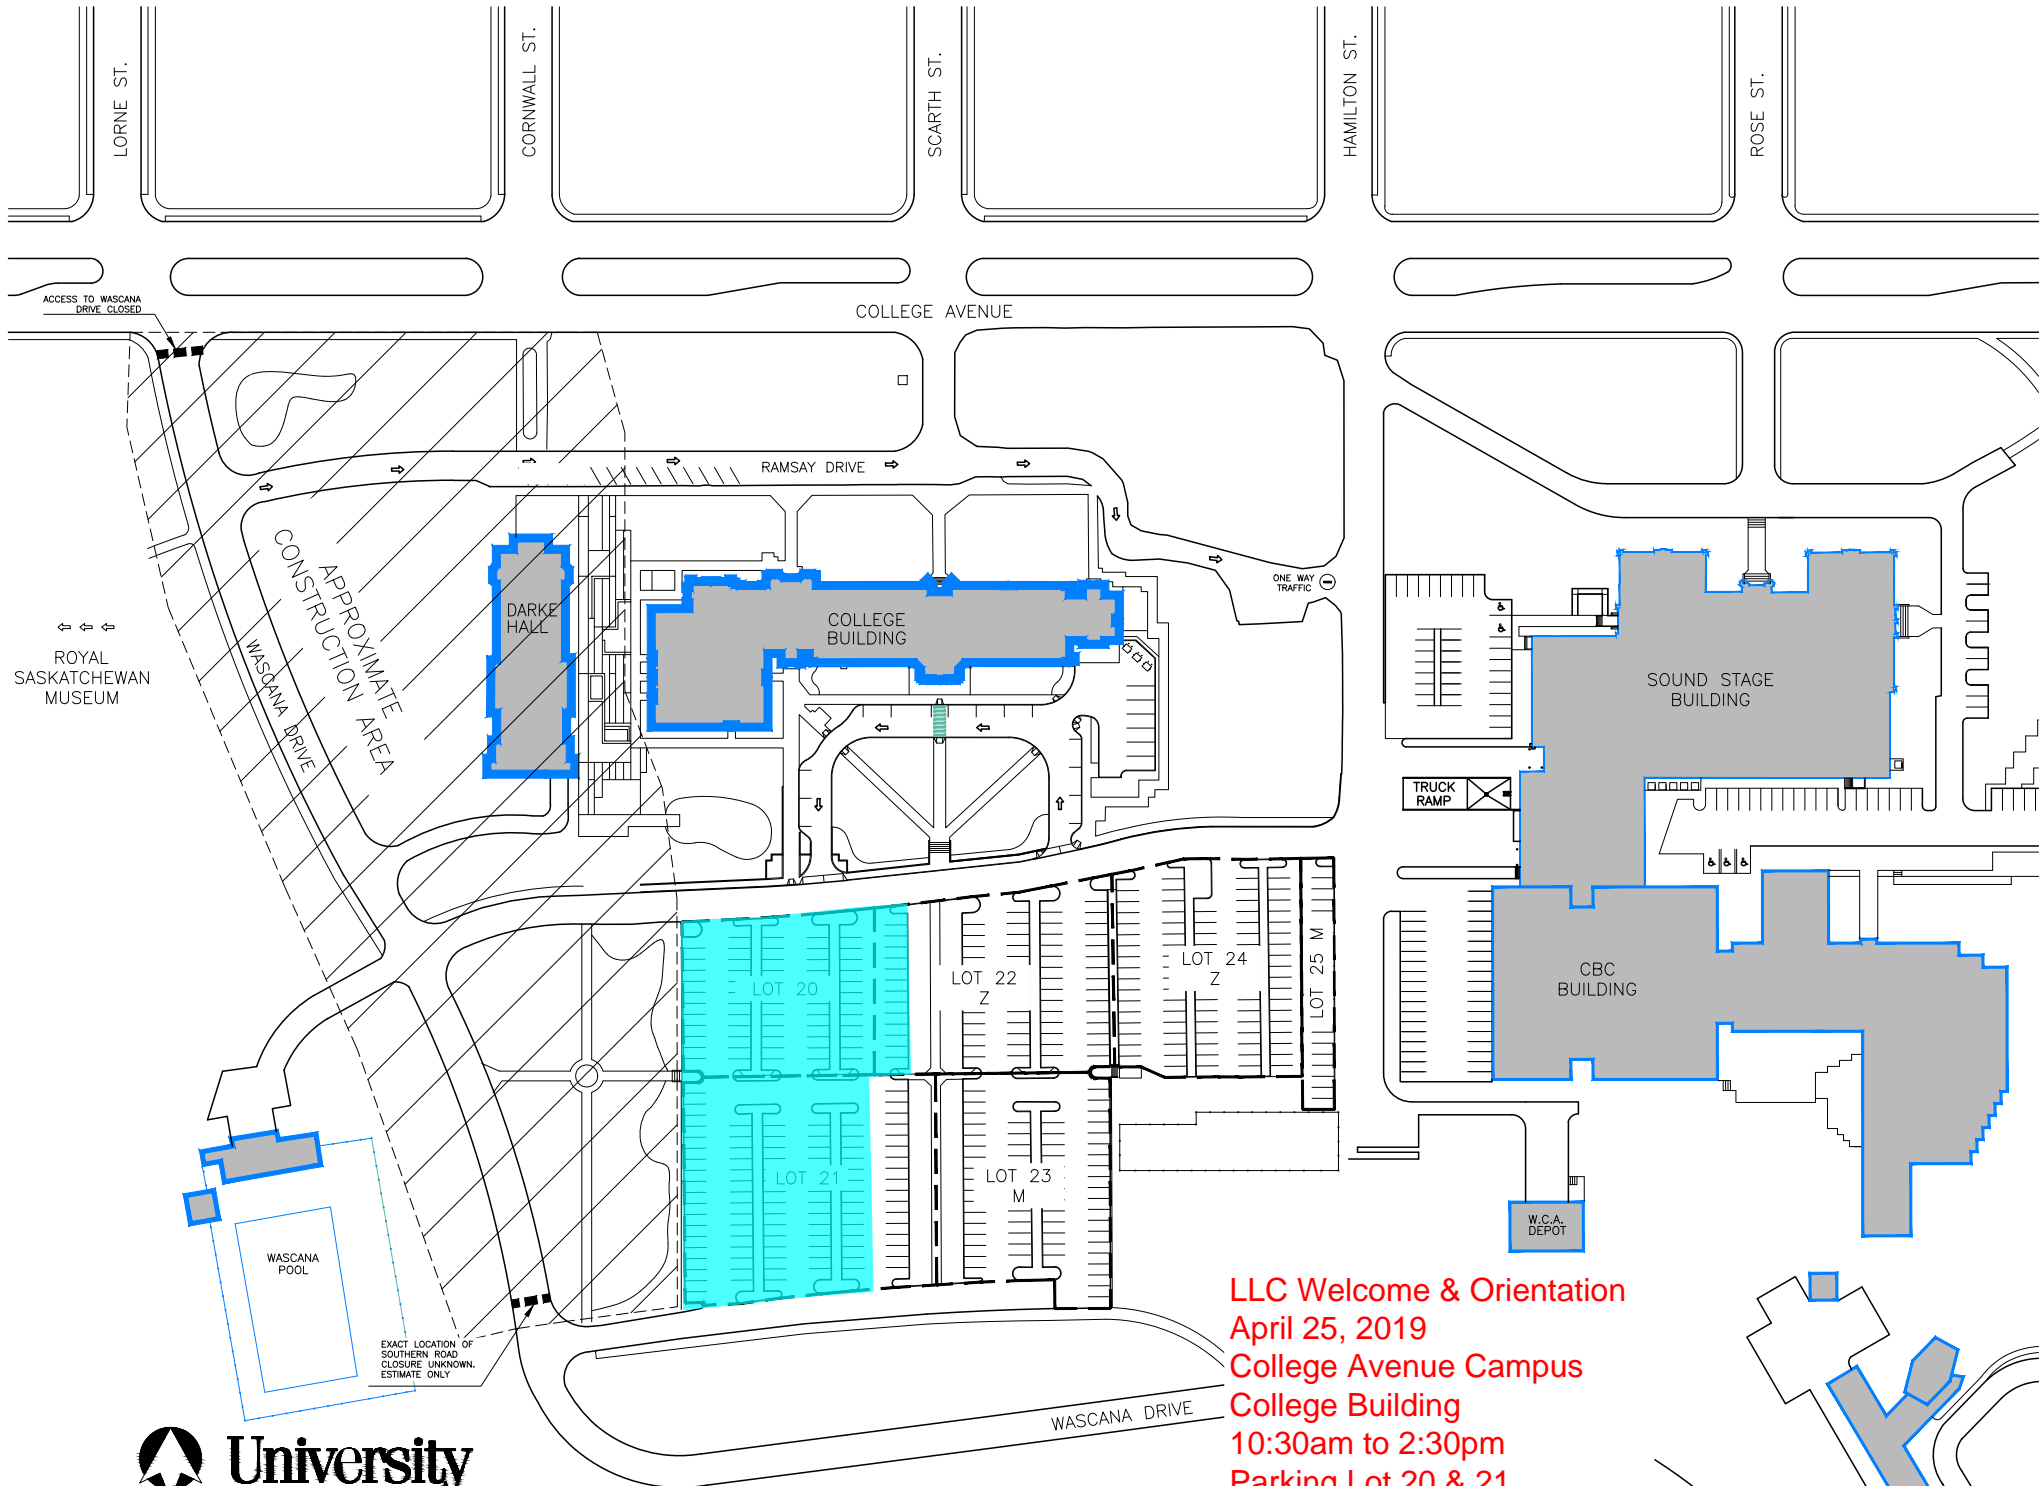 LORNE ST.
CORNWALL ST.
SCARTH ST.
HAMILTON ST.
ROSE ST.
ACCESS TO WASCANA
DRIVE CLOSED
COLLEGE AVENUE
RAMSAY DRIVE
APPROXIMATE
CONSTRUCTION AREA
ONE WAY
TRAFFIC
DARKE
HALL
COLLEGE
BUILDING
ROYAL
SASKATCHEWAN
MUSEUM
WASCANA DRIVE
SOUND STAGE
BUILDING
TRUCK
RAMP
LOT 20
LOT 22
Z
LOT 24
Z
LOT 25 M
CBC
BUILDING
LOT 21
LOT 23
M
W.C.A.
DEPOT
WASCANA
POOL
EXACT LOCATION OF
SOUTHERN ROAD
CLOSURE UNKNOWN.
ESTIMATE ONLY
WASCANA DRIVE
LLC Welcome & Orientation
April 25, 2019
College Avenue Campus
College Building
10:30am to 2:30pm
Parking Lot 20 & 21
University